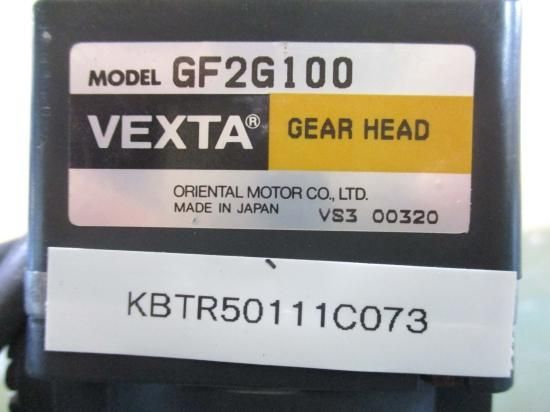 MODEL GF2G100
VEXTA® GEAR HEAD
ORIENTAL MOTOR CO., LTD.
MADE IN JAPAN VS3 00320
KBTR50111C073